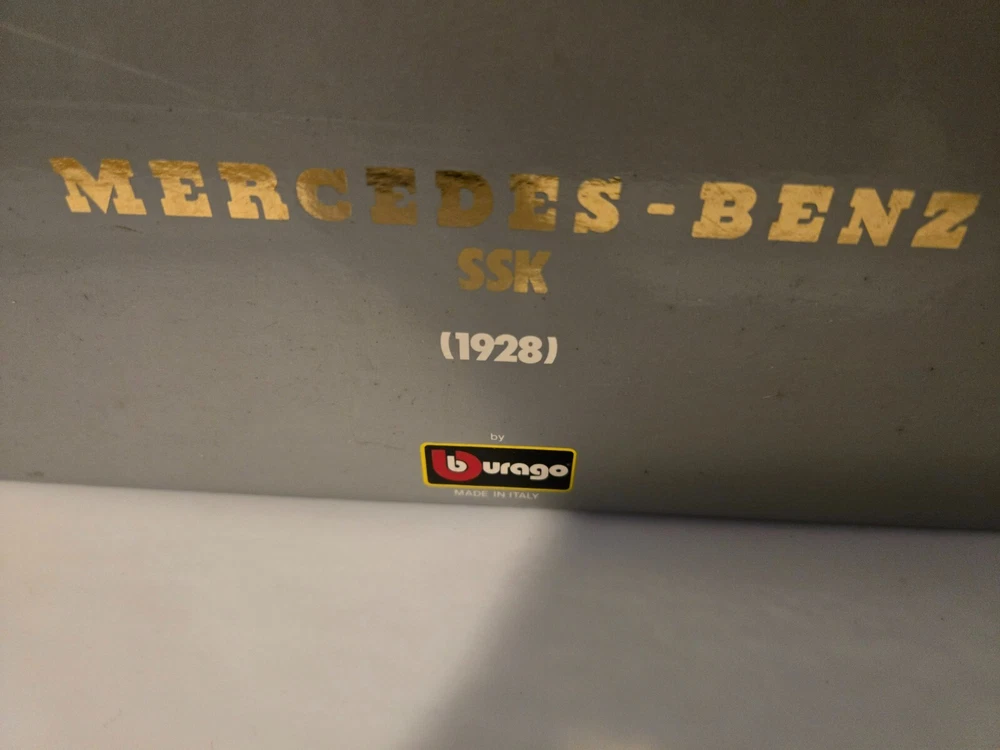 MERCEDES-BENZ
SSK
(1928)
by
burago
MADE IN ITALY